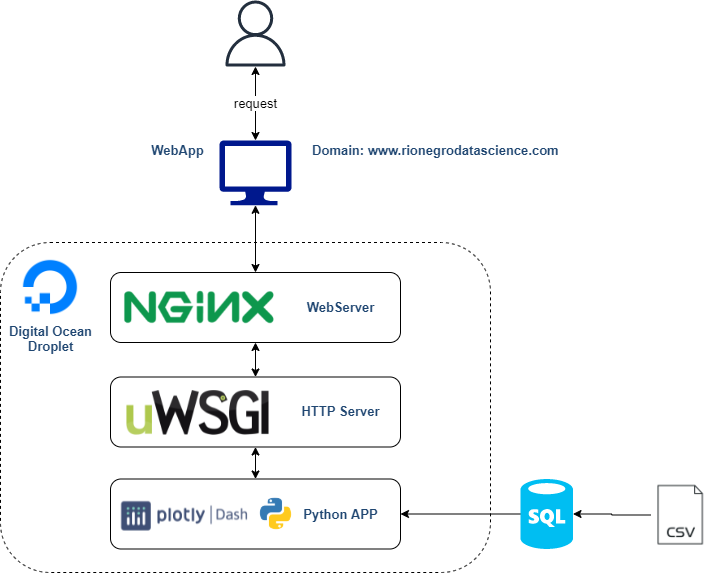 request
WebApp
Domain: www.rionegrodatascience.com
Digital Ocean
Droplet
NGiNX
WebServer
uWSGI
HTTP Server
plotly | Dash
Python APP
SQL
CSV